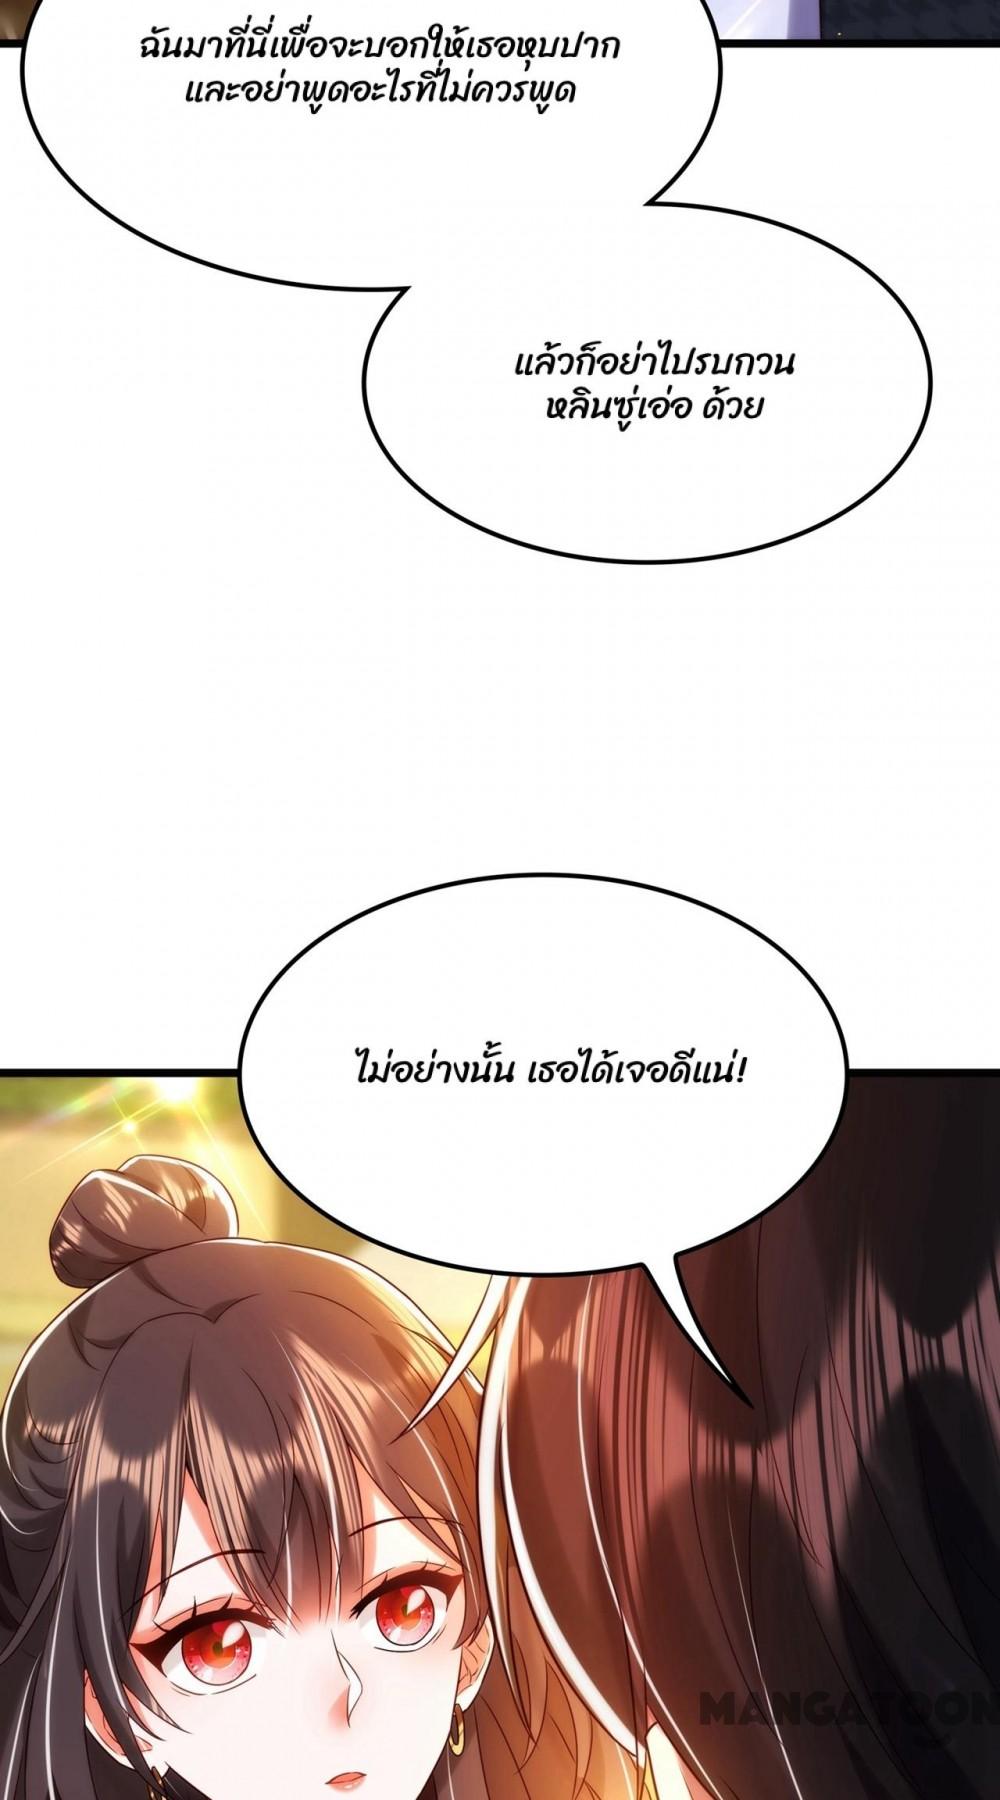 ฉันมาที่นี่เพื่อจะบอกให้เธอหุบปาก
และอย่าพูดอะไรที่ไม่ควรพูด
แล้วก็อย่าไปรบกวน
หลินซู่เอ่อ ด้วย
ไม่อย่างนั้น เธอได้เจอดีแน่!
MANGATOON